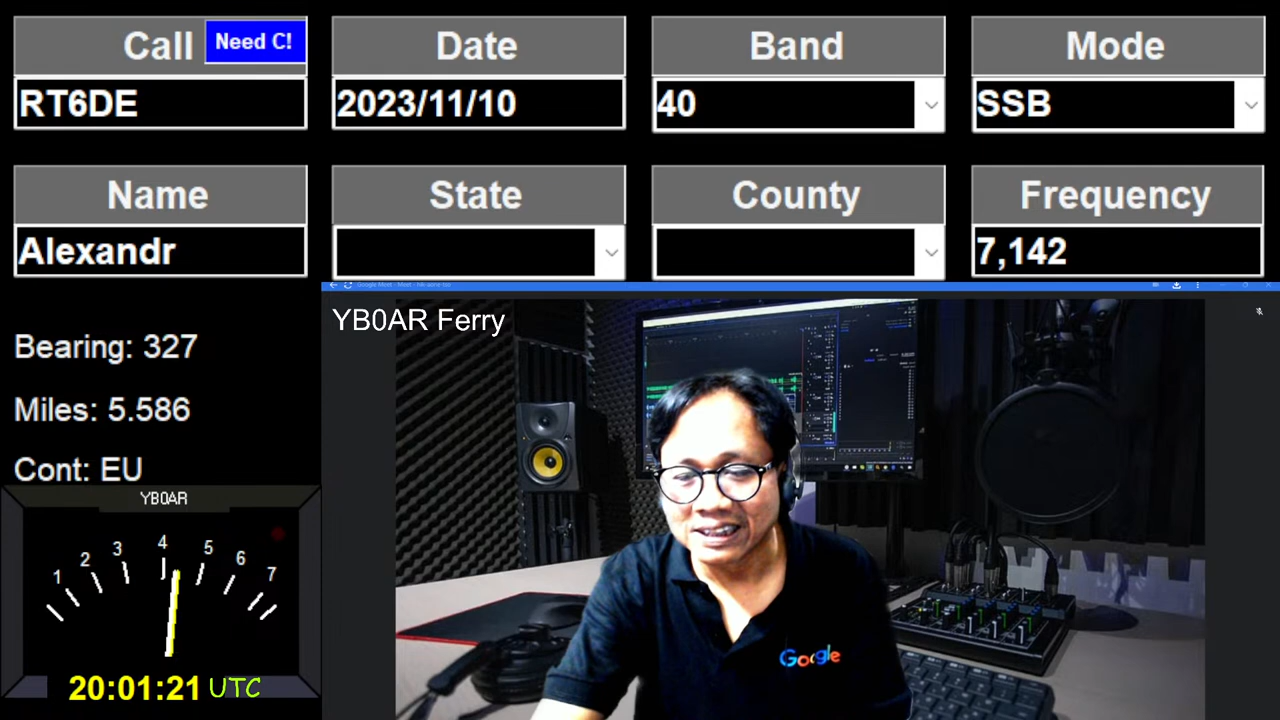 Call
Need C!
Date
Band
Mode
RT6DE
2023/11/10
40
SSB
Name
State
County
Frequency
Alexandr
7,142
YB0AR Ferry
Bearing: 327
Miles: 5.586
Cont: EU
YB0AR
1 2 3 4 5 6 7
Google
20:01:21 UTC